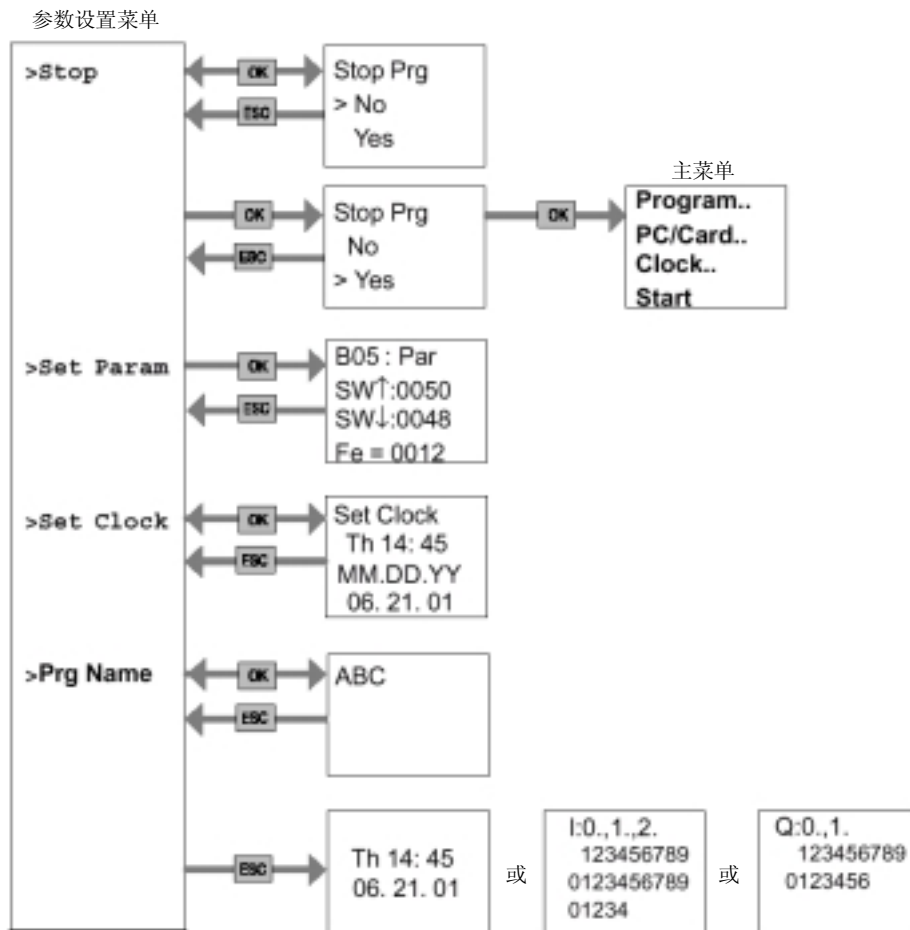 参数设置菜单
>Stop
OK
ESC
Stop Prg
> No
Yes
OK
ESC
Stop Prg
No
> Yes
OK
主菜单
Program..
PC/Card..
Clock..
Start
>Set Param
OK
ESC
B05 : Par
SW↑:0050
SW↓:0048
Fe = 0012
>Set Clock
OK
ESC
Set Clock
Th 14: 45
MM.DD.YY
06. 21. 01
>Prg Name
OK
ESC
ABC
ESC
Th 14: 45
06. 21. 01
或
I:0.,1.,2.
123456789
0123456789
01234
或
Q:0.,1.
123456789
0123456